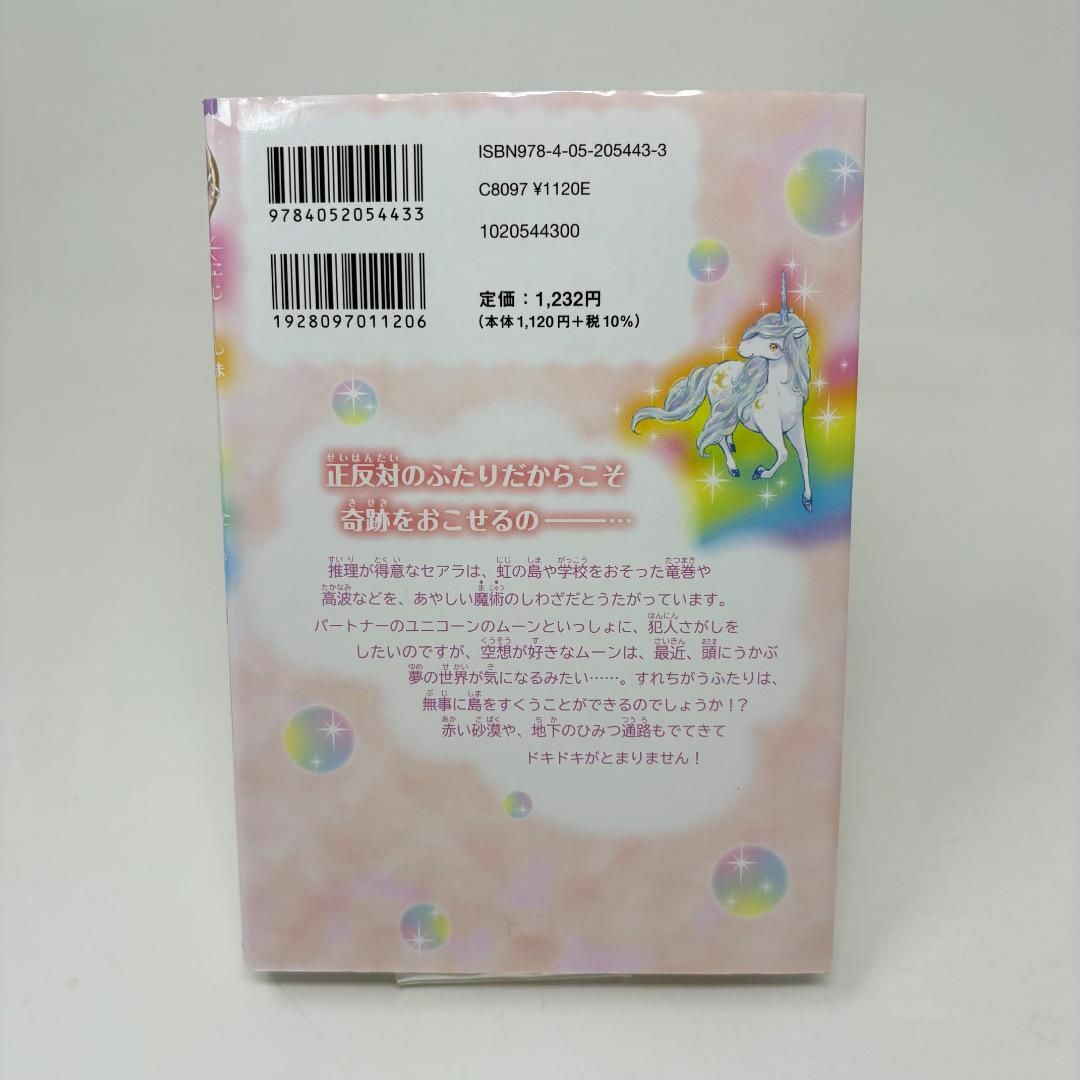 ISBN978-4-05-205443-3
C8097 ¥1120E
1020544300
9784052054433
1928097011206
定価：1,232円
（本体1,120円＋税10%）
正反対のふたりだからこそ
奇跡をおこせるの───…
推理が得意なセアラは、虹の島や学校をおそった竜巻や
高波などを、あやしい魔術のしわざだとうたがっています。
パートナーのユニコーンのムーンといっしょに、犯人さがしを
したいのですが、空想が好きなムーンは、最近、頭にうかぶ
夢の世界が気になるみたい……。すれちがうふたりは、
無事に島をすくうことができるのでしょうか！？
赤い砂漠や、地下のひみつ通路もでてきて
ドキドキがとまりません！